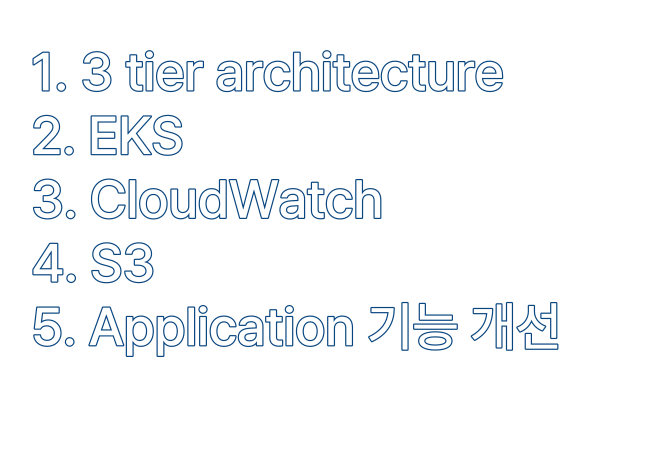 1. 3 tier architecture
2. EKS
3. CloudWatch
4. S3
5. Application 기능 개선